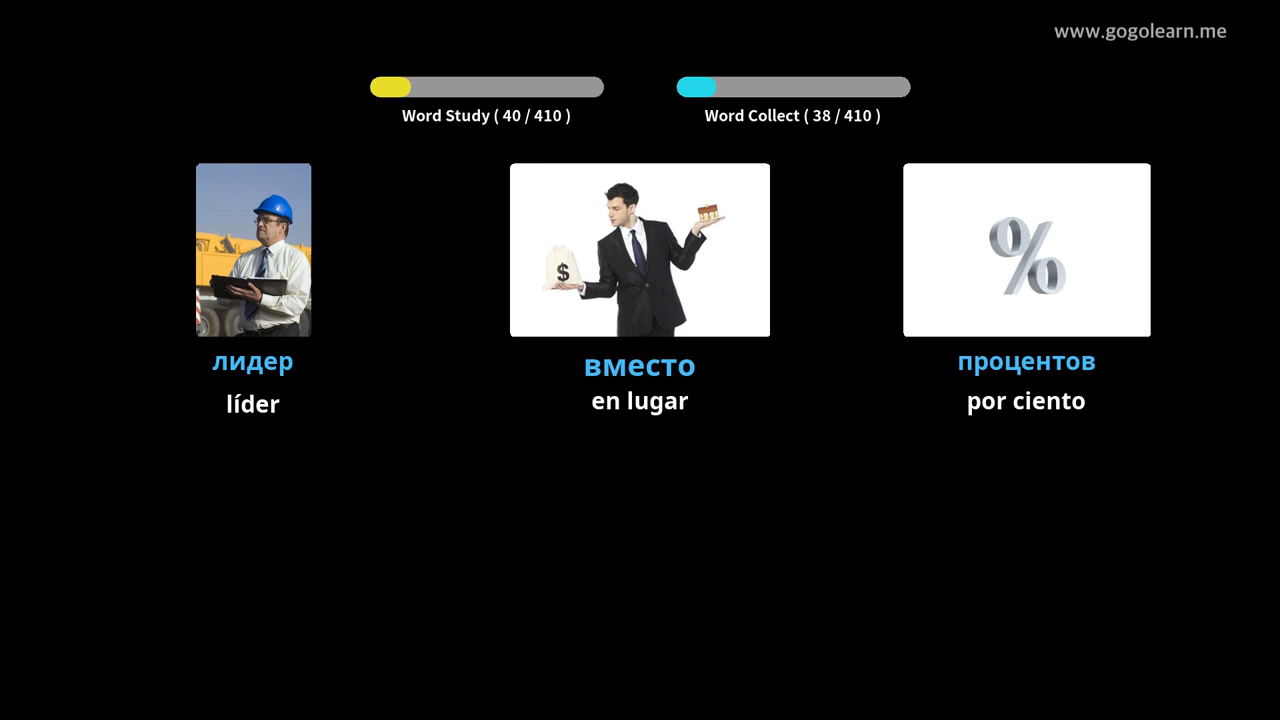 www.gogolearn.me
Word Study ( 40 / 410 )
Word Collect ( 38 / 410 )
$
%
лидер
вместо
процентов
líder
en lugar
por ciento